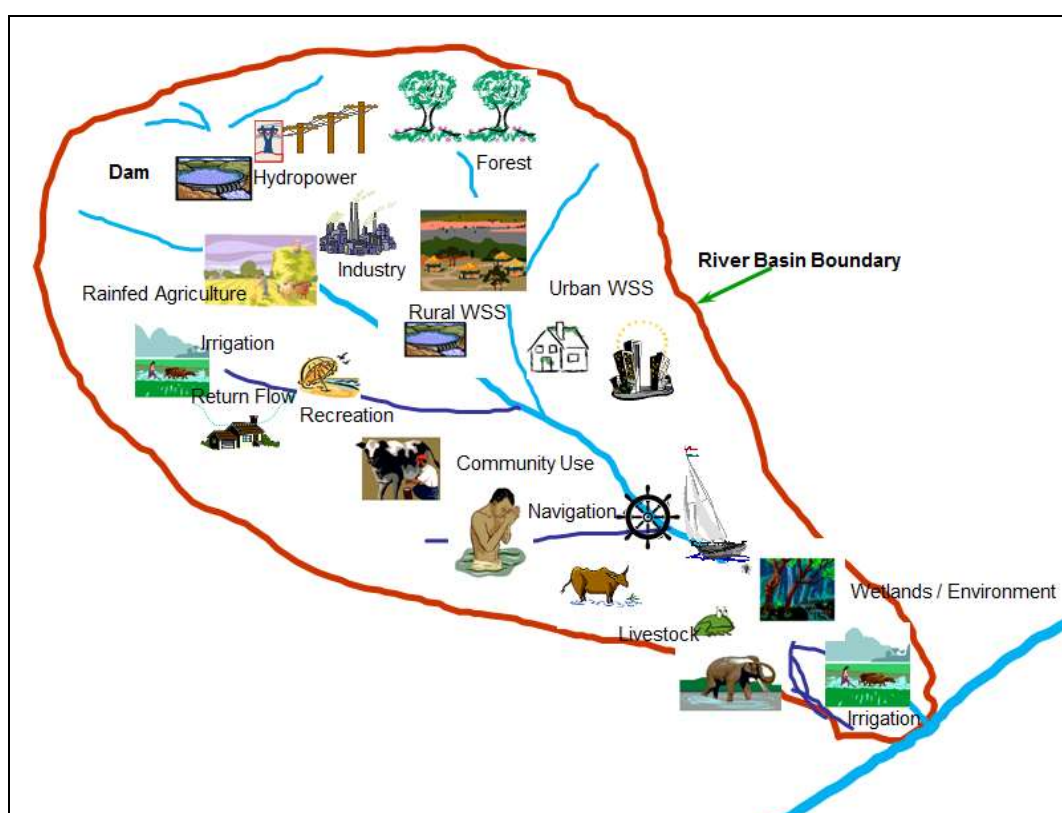 Forest
Dam
Hydropower
River Basin Boundary
Industry
Urban WSS
Rainfed Agriculture
Rural WSS
Irrigation
Return Flow
Recreation
Community Use
Navigation
Wetlands / Environment
Livestock
Irrigation